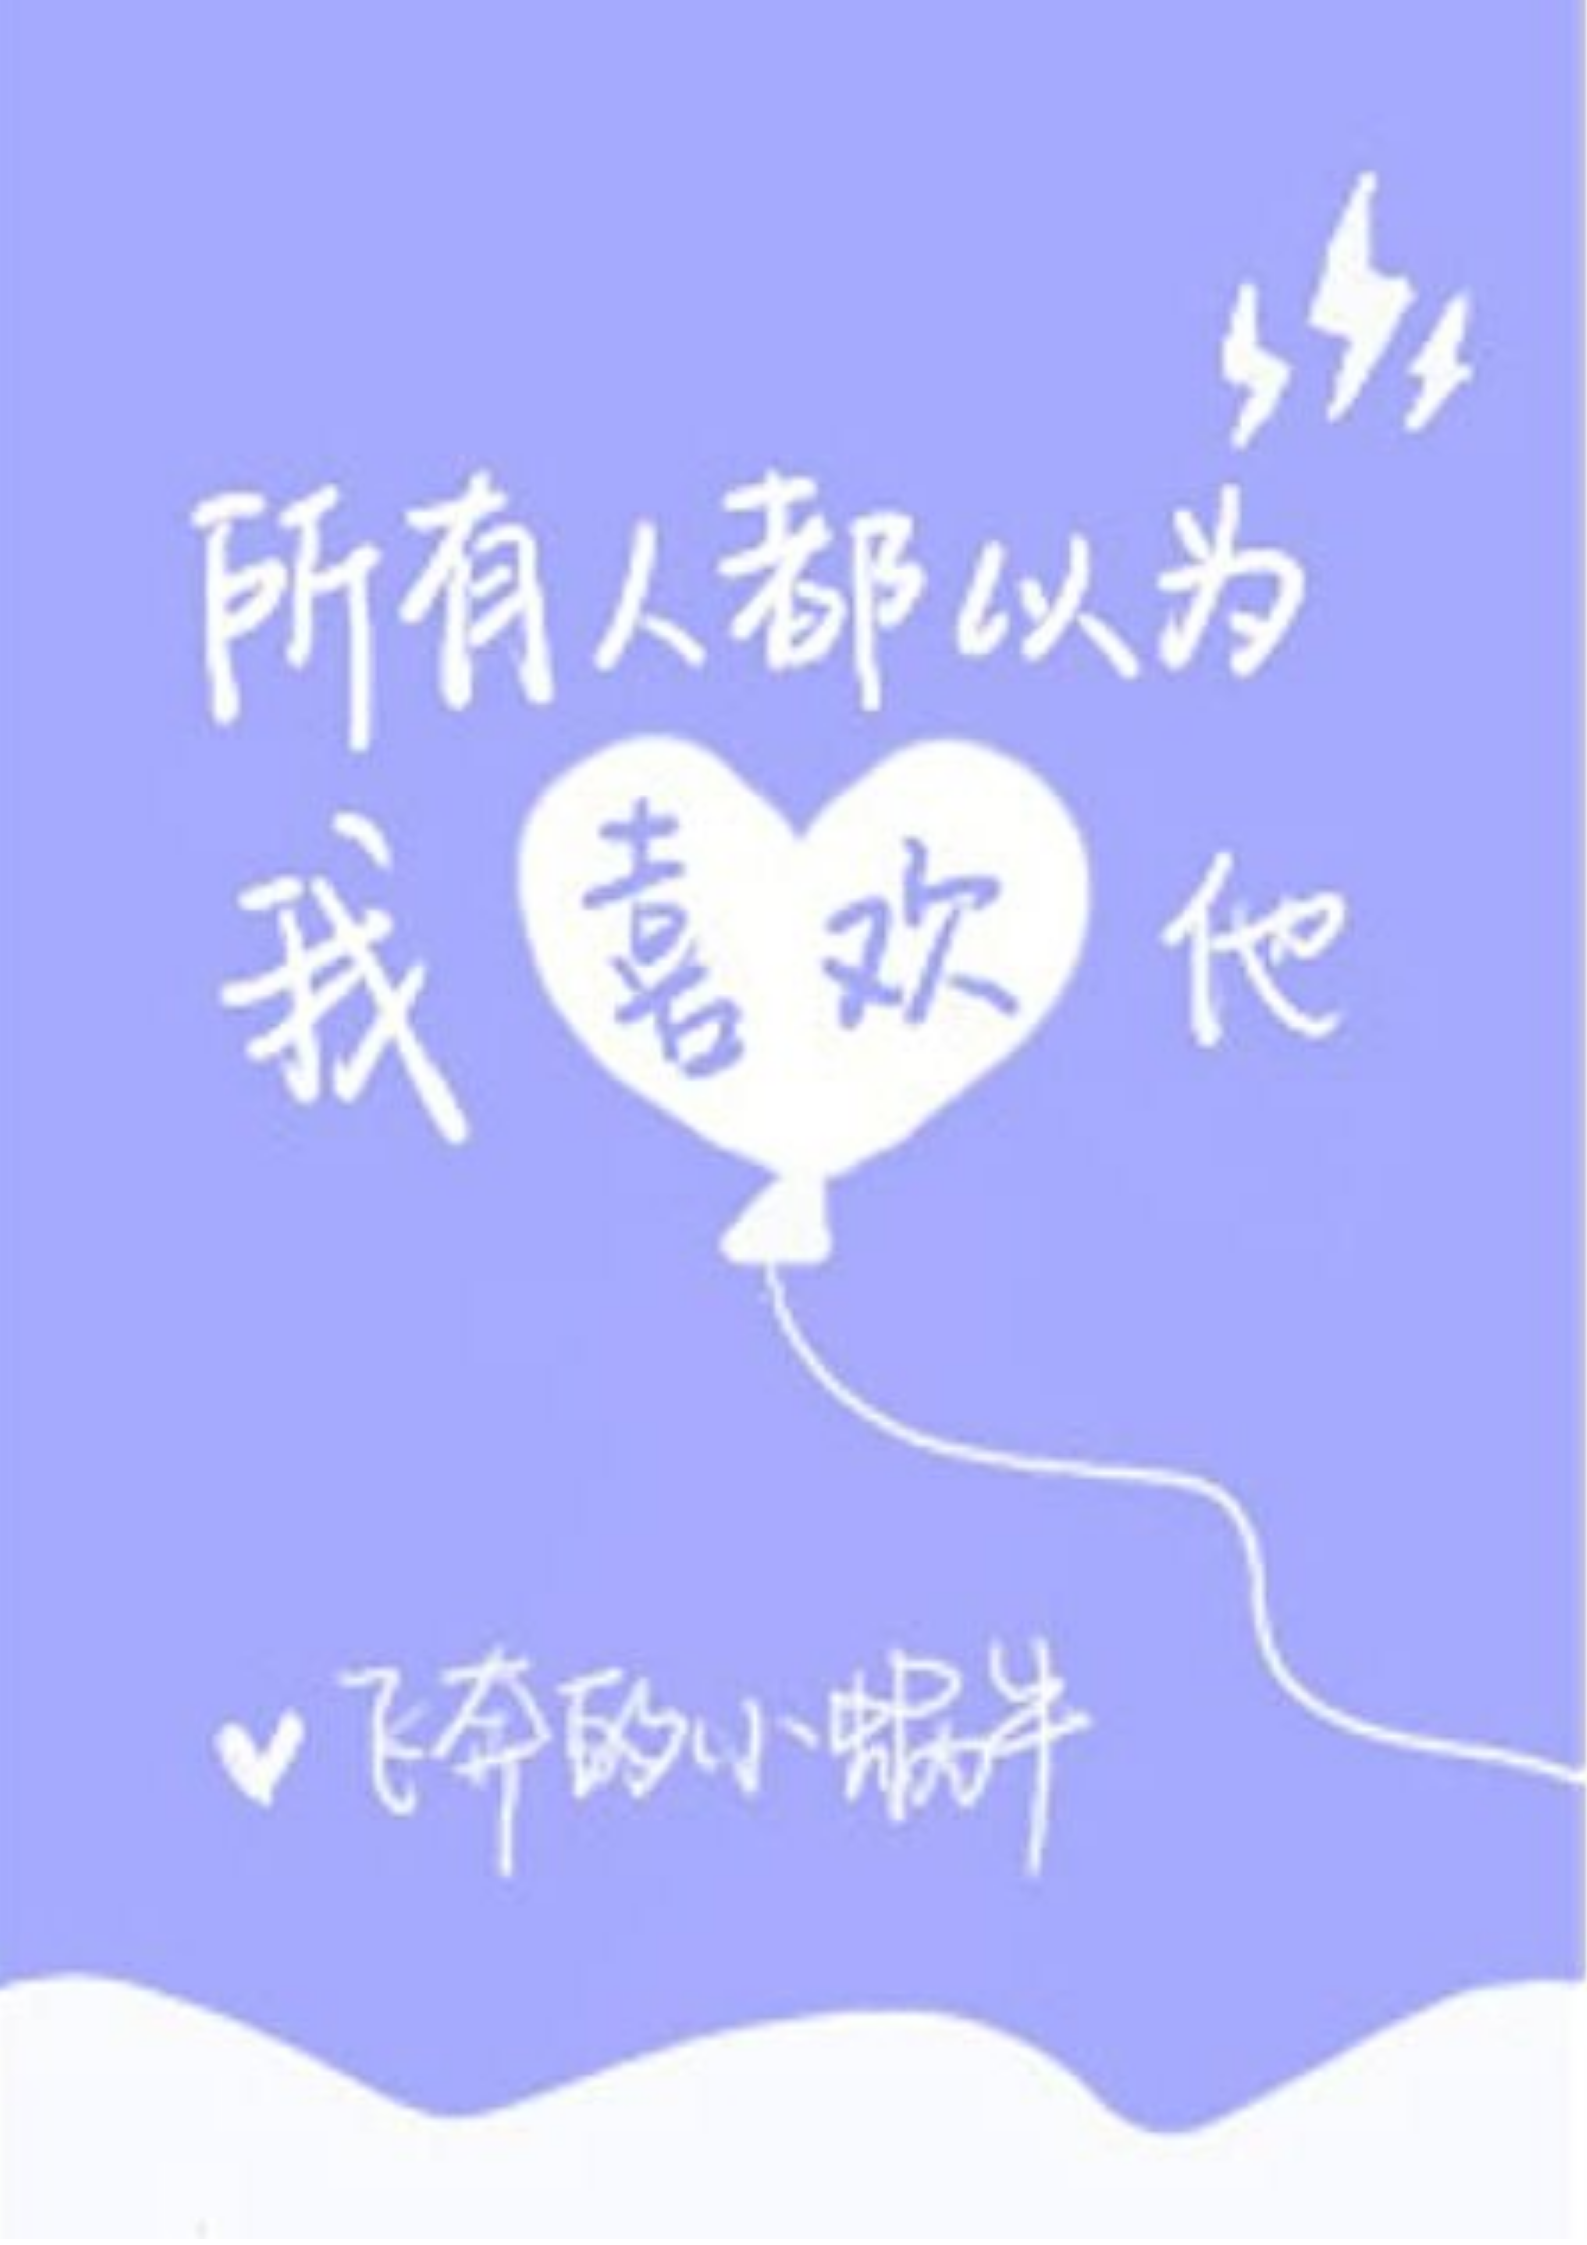 所有人都以为
我喜欢他
飞奔的小蜗牛